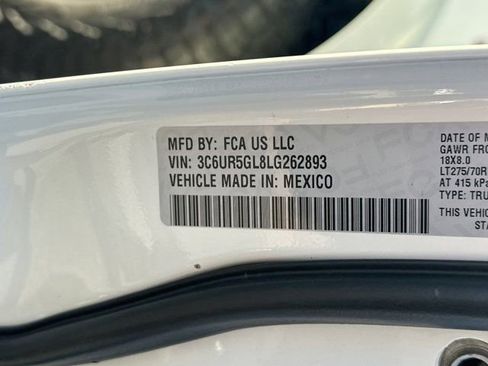 MFD BY: FCA US LLC
VIN: 3C6UR5GL8LG262893
VEHICLE MADE IN: MEXICO
DATE OF M
GAWR FRO
18X8.0
LT275/70R
AT 415 kPa
TYPE: TRU
THIS VEHIC
STA